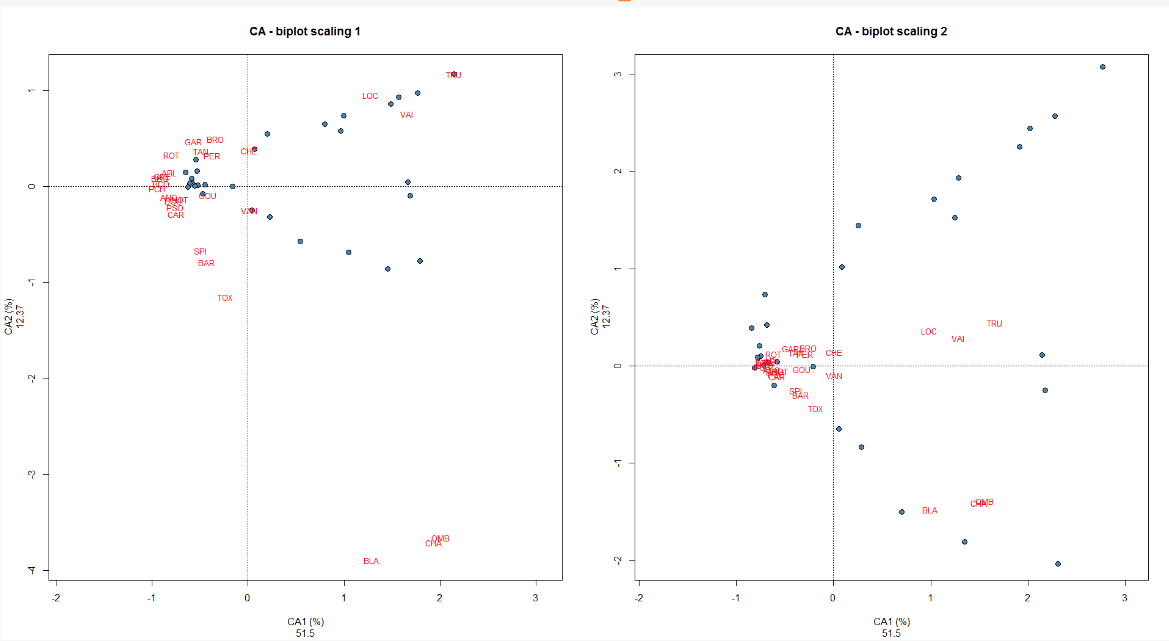 CA - biplot scaling 1
TRU
LOC
VAI
1
BRO
GAR
TAN
CHE
ROT
PER
ABL
0
PCH
GOU
PSO
VAN
CAR
SPI
BAR
-1
TOX
CA2 (%)
12.37
-2
-3
OMB
CHA
BLA
-4
-2 -1 0 1 2 3
CA1 (%)
51.5
CA - biplot scaling 2
3
2
1
TRU
LOC
VAI
BRO
GAR
CHE
TAN
PER
ROT
0
GOU
VAN
CAR
SPI
BAR
TOX
CA2 (%)
12.37
-1
OMB
CHA
BLA
-2
-2 -1 0 1 2 3
CA1 (%)
51.5